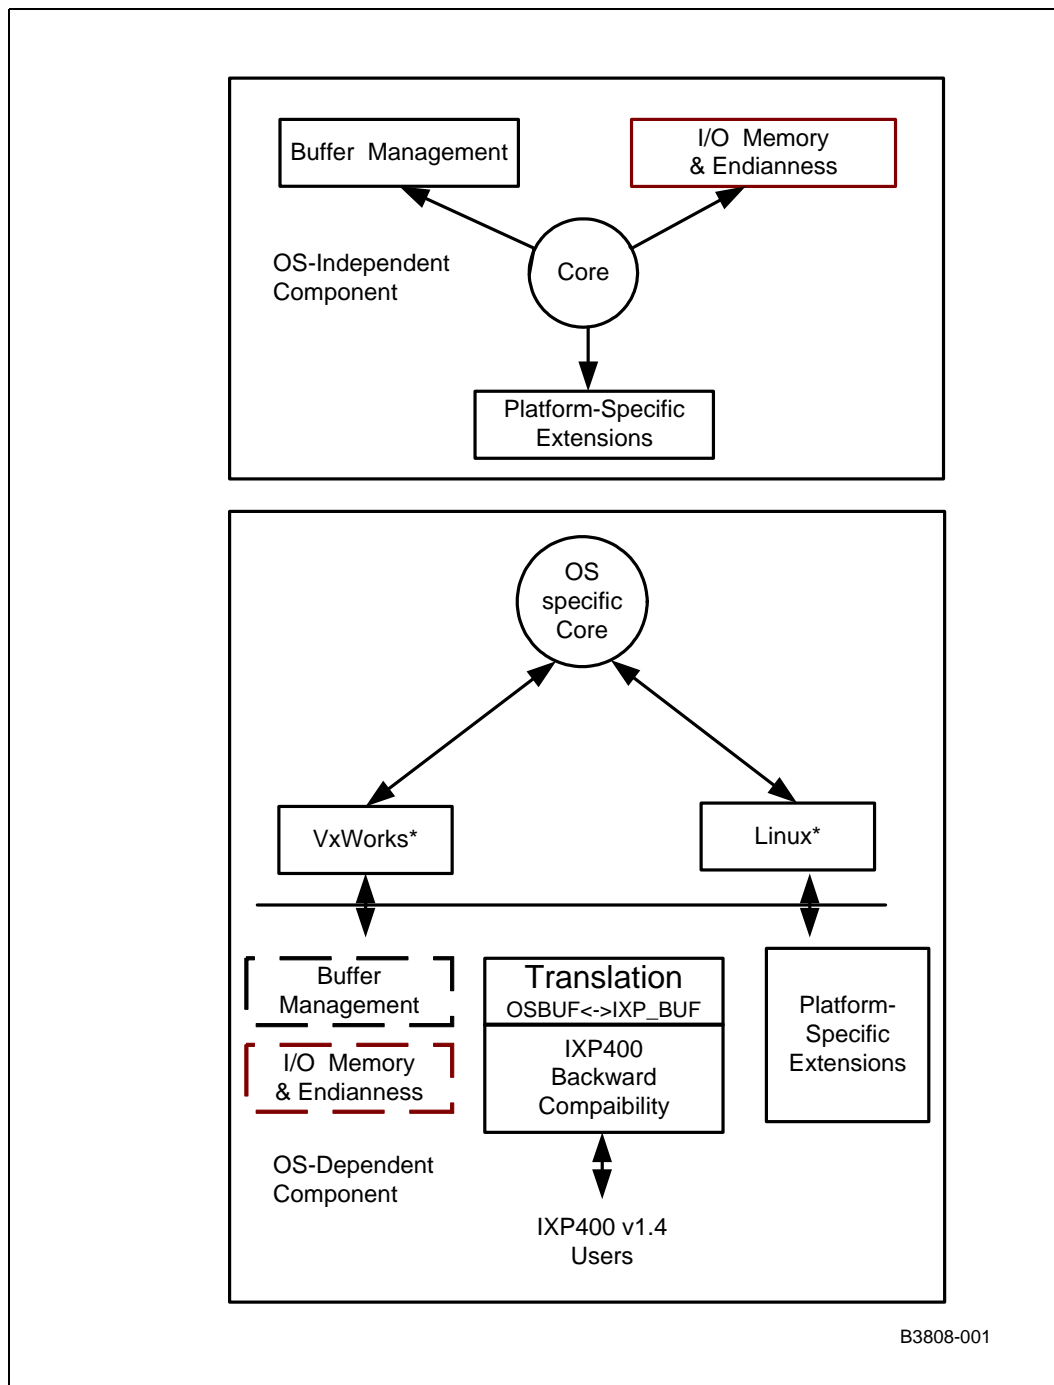 Buffer Management
I/O Memory
& Endianness
OS-Independent
Component
Core
Platform-Specific
Extensions
OS
specific
Core
VxWorks*
Linux*
Buffer
Management
I/O Memory
& Endianness
Translation
OSBUF<->IXP_BUF
IXP400
Backward
Compaibility
Platform-
Specific
Extensions
OS-Dependent
Component
IXP400 v1.4
Users
B3808-001